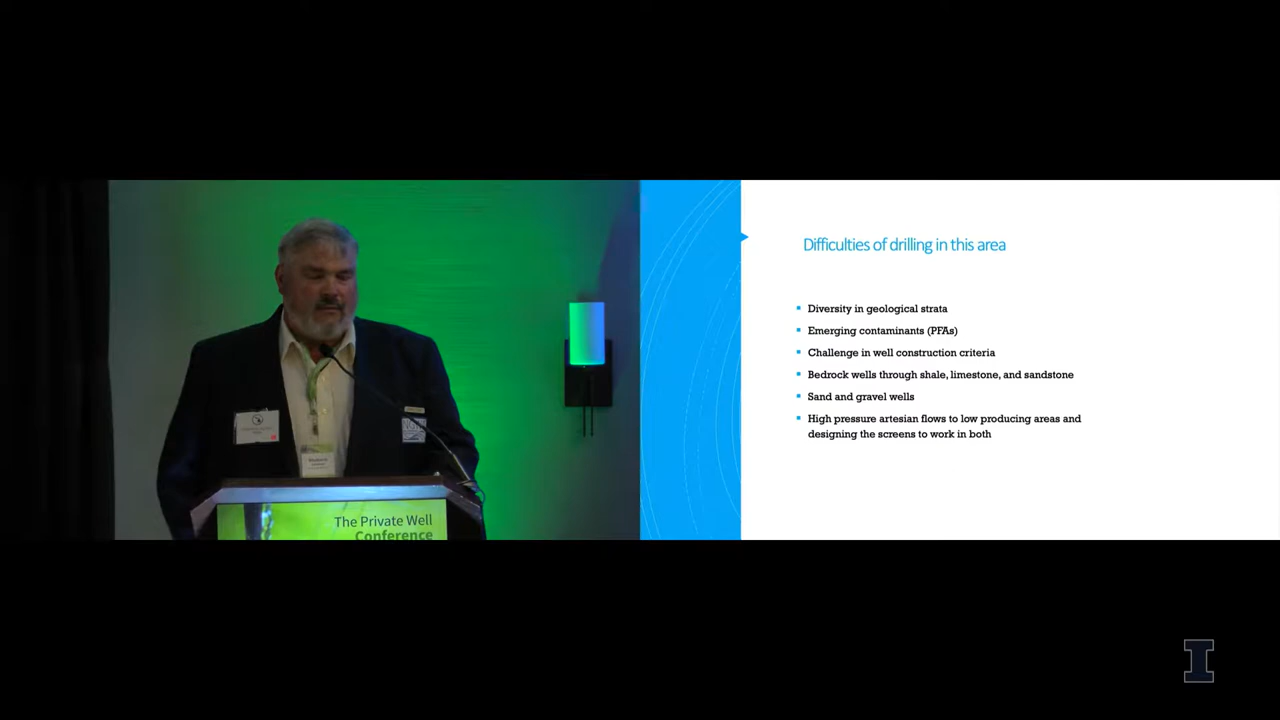 Difficulties of drilling in this area
Diversity in geological strata
Emerging contaminants (PFAs)
Challenge in well construction criteria
Bedrock wells through shale, limestone, and sandstone
Sand and gravel wells
High pressure artesian flows to low producing areas and
designing the screens to work in both
The Private Well
Conference
I